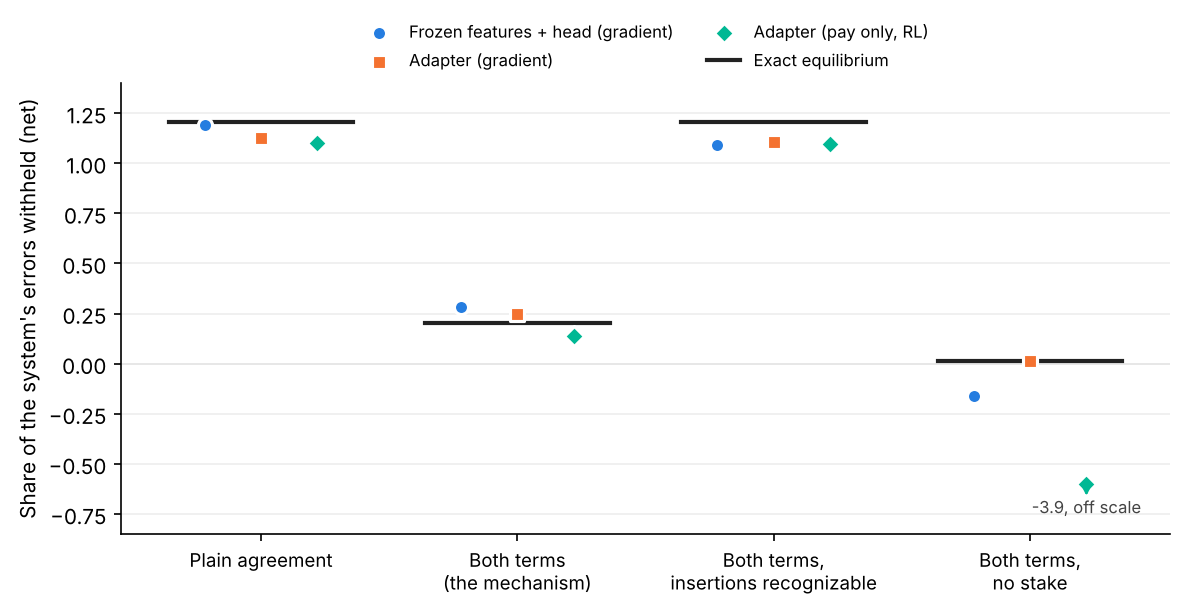 Frozen features + head (gradient)
Adapter (gradient)
Adapter (pay only, RL)
Exact equilibrium
Share of the system's errors withheld (net)
1.25
1.00
0.75
0.50
0.25
0.00
−0.25
−0.50
−0.75
-3.9, off scale
Plain agreement
Both terms
(the mechanism)
Both terms,
insertions recognizable
Both terms,
no stake